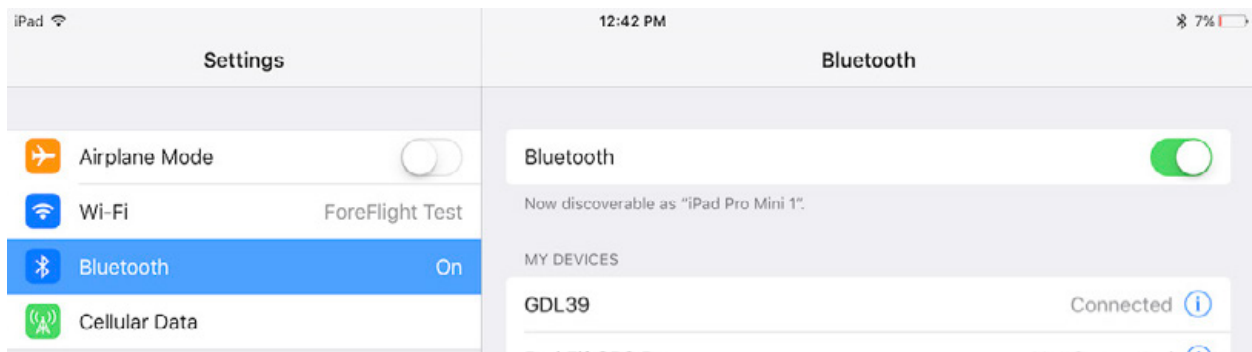 iPad 12:42 PM 7%
Settings
Bluetooth
Airplane Mode
Wi-Fi ForeFlight Test
Bluetooth On
Cellular Data
Bluetooth
Now discoverable as "iPad Pro Mini 1".
MY DEVICES
GDL39 Connected